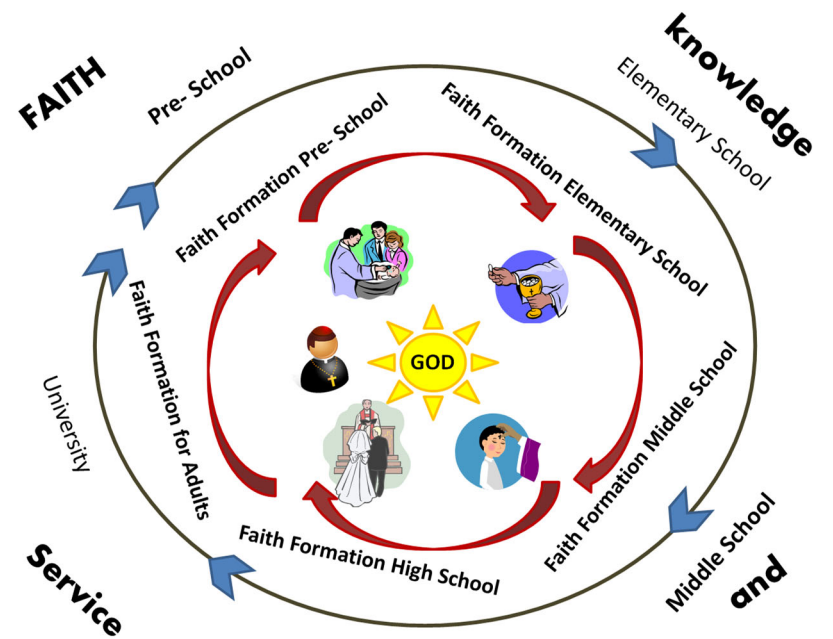 FAITH
knowledge
Pre- School
Elementary School
Faith Formation Pre- School
Faith Formation Elementary School
GOD
Faith Formation for Adults
Faith Formation Middle School
University
Faith Formation High School
Middle School
Service
and